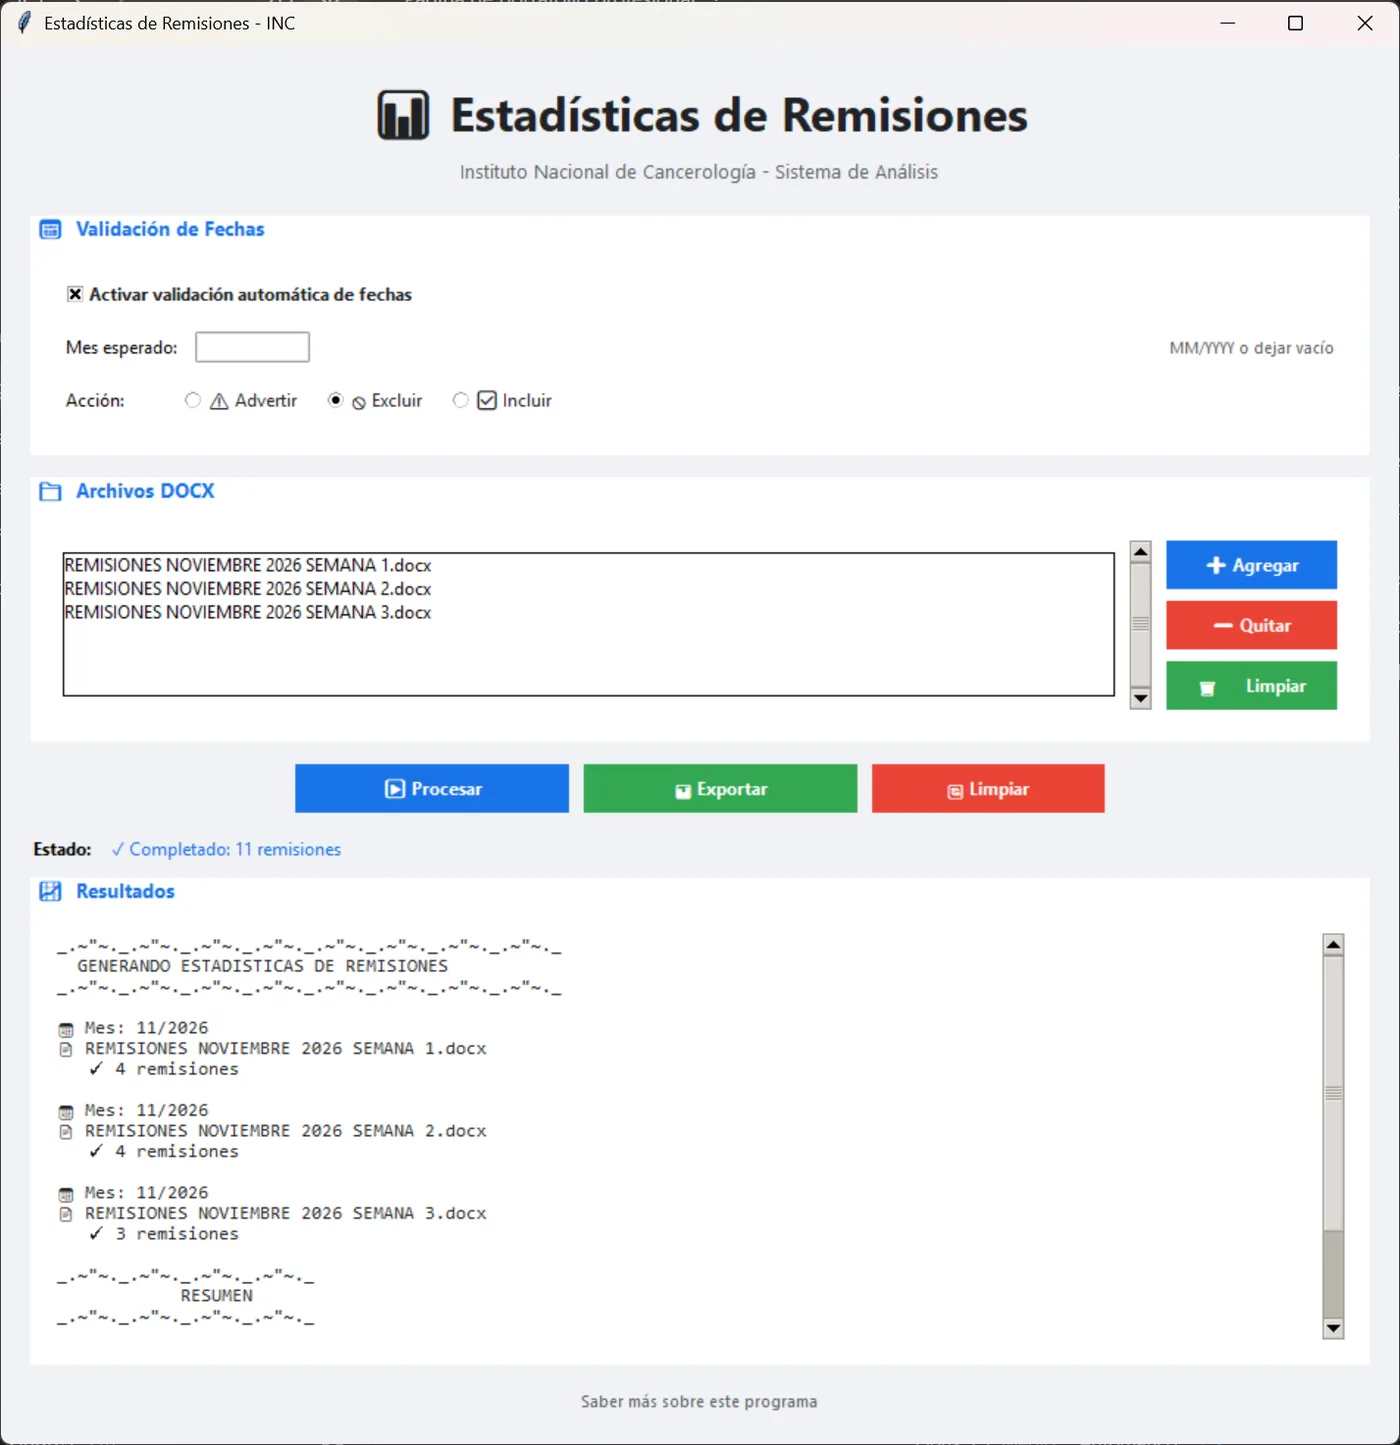 Estadísticas de Remisiones - INC
Estadísticas de Remisiones
Instituto Nacional de Cancerología - Sistema de Análisis
Validación de Fechas
Activar validación automática de fechas
Mes esperado: MM/YYYY o dejar vacío
Acción: Advertir Excluir Incluir
Archivos DOCX
REMISIONES NOVIEMBRE 2026 SEMANA 1.docx
REMISIONES NOVIEMBRE 2026 SEMANA 2.docx
REMISIONES NOVIEMBRE 2026 SEMANA 3.docx
Agregar
Quitar
Limpiar
Procesar Exportar Limpiar
Estado: ✓ Completado: 11 remisiones
Resultados
_.~"~._.~"~._.~"~._.~"~._.~"~._.~"~._.~"~._.~"~._
GENERANDO ESTADISTICAS DE REMISIONES
_.~"~._.~"~._.~"~._.~"~._.~"~._.~"~._.~"~._.~"~._
Mes: 11/2026
REMISIONES NOVIEMBRE 2026 SEMANA 1.docx
✓ 4 remisiones
Mes: 11/2026
REMISIONES NOVIEMBRE 2026 SEMANA 2.docx
✓ 4 remisiones
Mes: 11/2026
REMISIONES NOVIEMBRE 2026 SEMANA 3.docx
✓ 3 remisiones
_.~"~._.~"~._.~"~._.~"~._
RESUMEN
_.~"~._.~"~._.~"~._.~"~._
Saber más sobre este programa